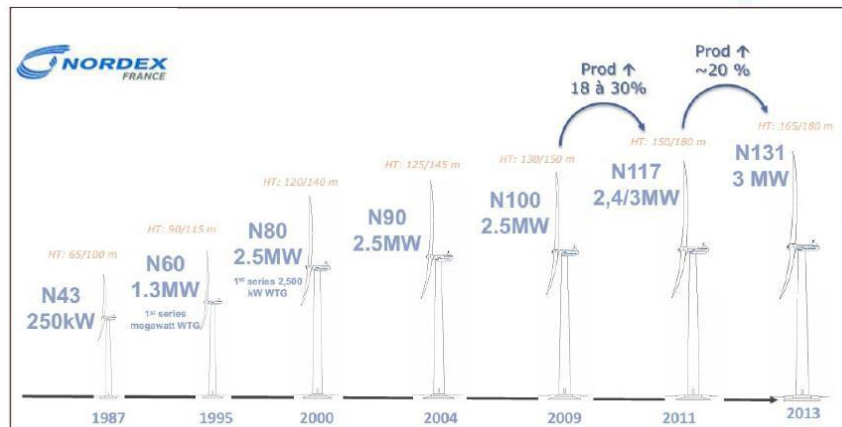 NORDEX
FRANCE
Prod ↑
18 à 30%
Prod ↑
~20 %
HT: 65/100 m
N43
250kW
HT: 90/115 m
N60
1.3MW
1st series
megawatt WTG
HT: 120/140 m
N80
2.5MW
1st series 2,500
kW WTG
HT: 125/145 m
N90
2.5MW
HT: 130/150 m
N100
2.5MW
HT: 150/180 m
N117
2,4/3MW
HT: 165/180 m
N131
3 MW
1987
1995
2000
2004
2009
2011
2013